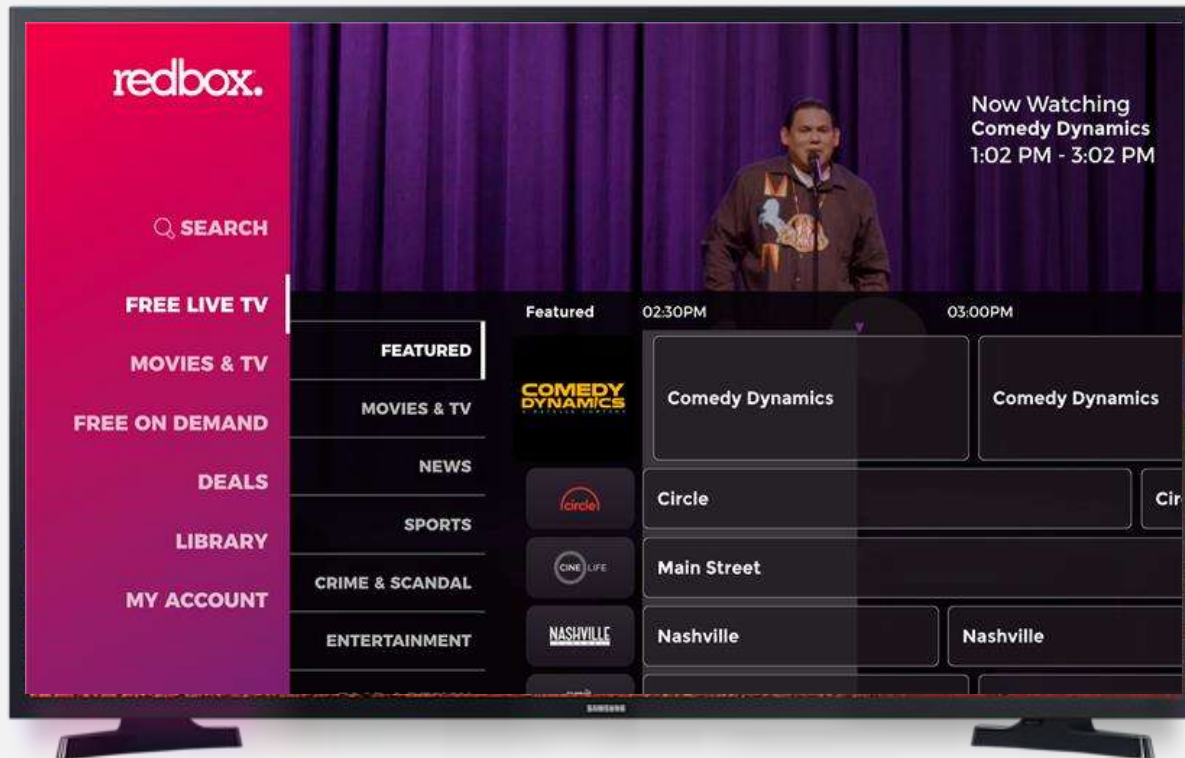 redbox.
SEARCH
FREE LIVE TV
MOVIES & TV
FREE ON DEMAND
DEALS
LIBRARY
MY ACCOUNT
Now Watching
Comedy Dynamics
1:02 PM - 3:02 PM
FEATURED
MOVIES & TV
NEWS
SPORTS
CRIME & SCANDAL
ENTERTAINMENT
Featured 02:30PM 03:00PM
COMEDY
DYNAMICS
Comedy Dynamics Comedy Dynamics
circle Circle Cir
CINE LIFE Main Street
NASHVILLE Nashville Nashville
SAMSUNG